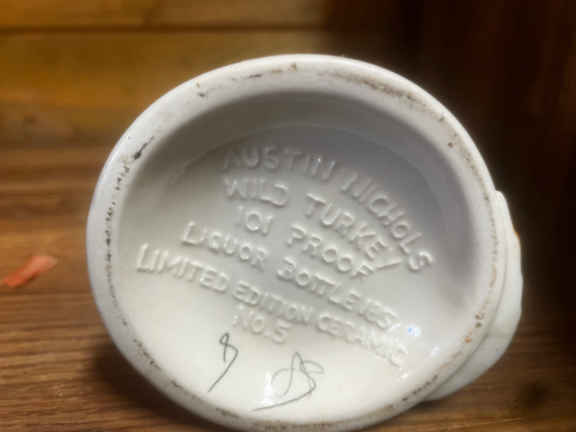 AUSTIN NICHOLS
WILD TURKEY
101 PROOF
LIQUOR BOTTLE
LIMITED EDITION CERAMIC
NO. 5